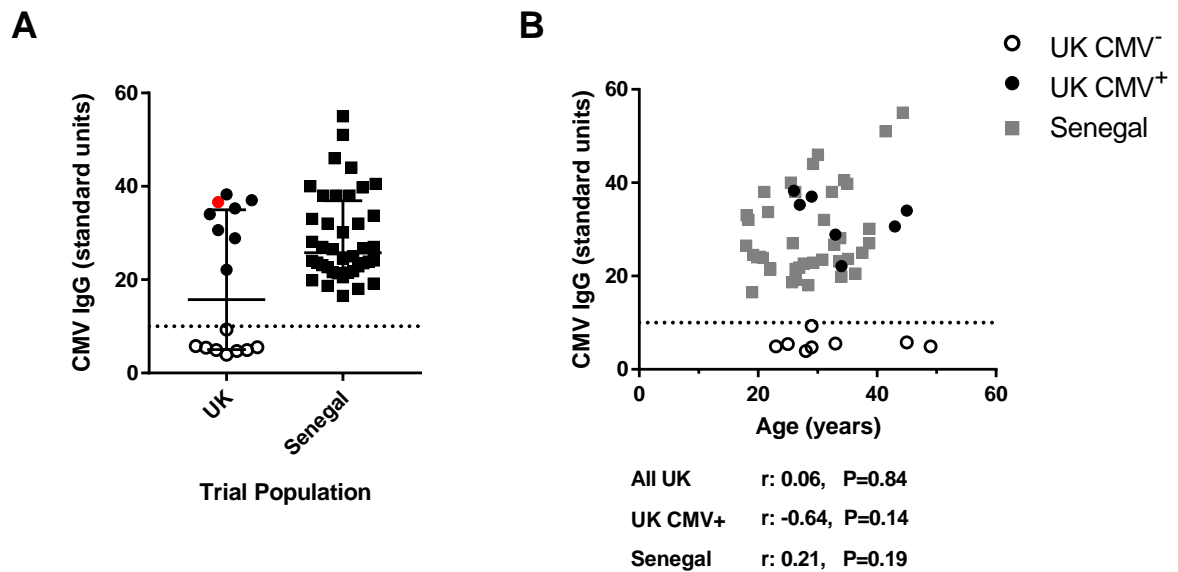 A
CMV IgG (standard units)
60
40
20
0
UK
Senegal
Trial Population
B
CMV IgG (standard units)
60
40
20
0
0
20
40
60
Age (years)
UK CMV⁻
UK CMV⁺
Senegal
All UK r: 0.06, P=0.84
UK CMV+ r: -0.64, P=0.14
Senegal r: 0.21, P=0.19